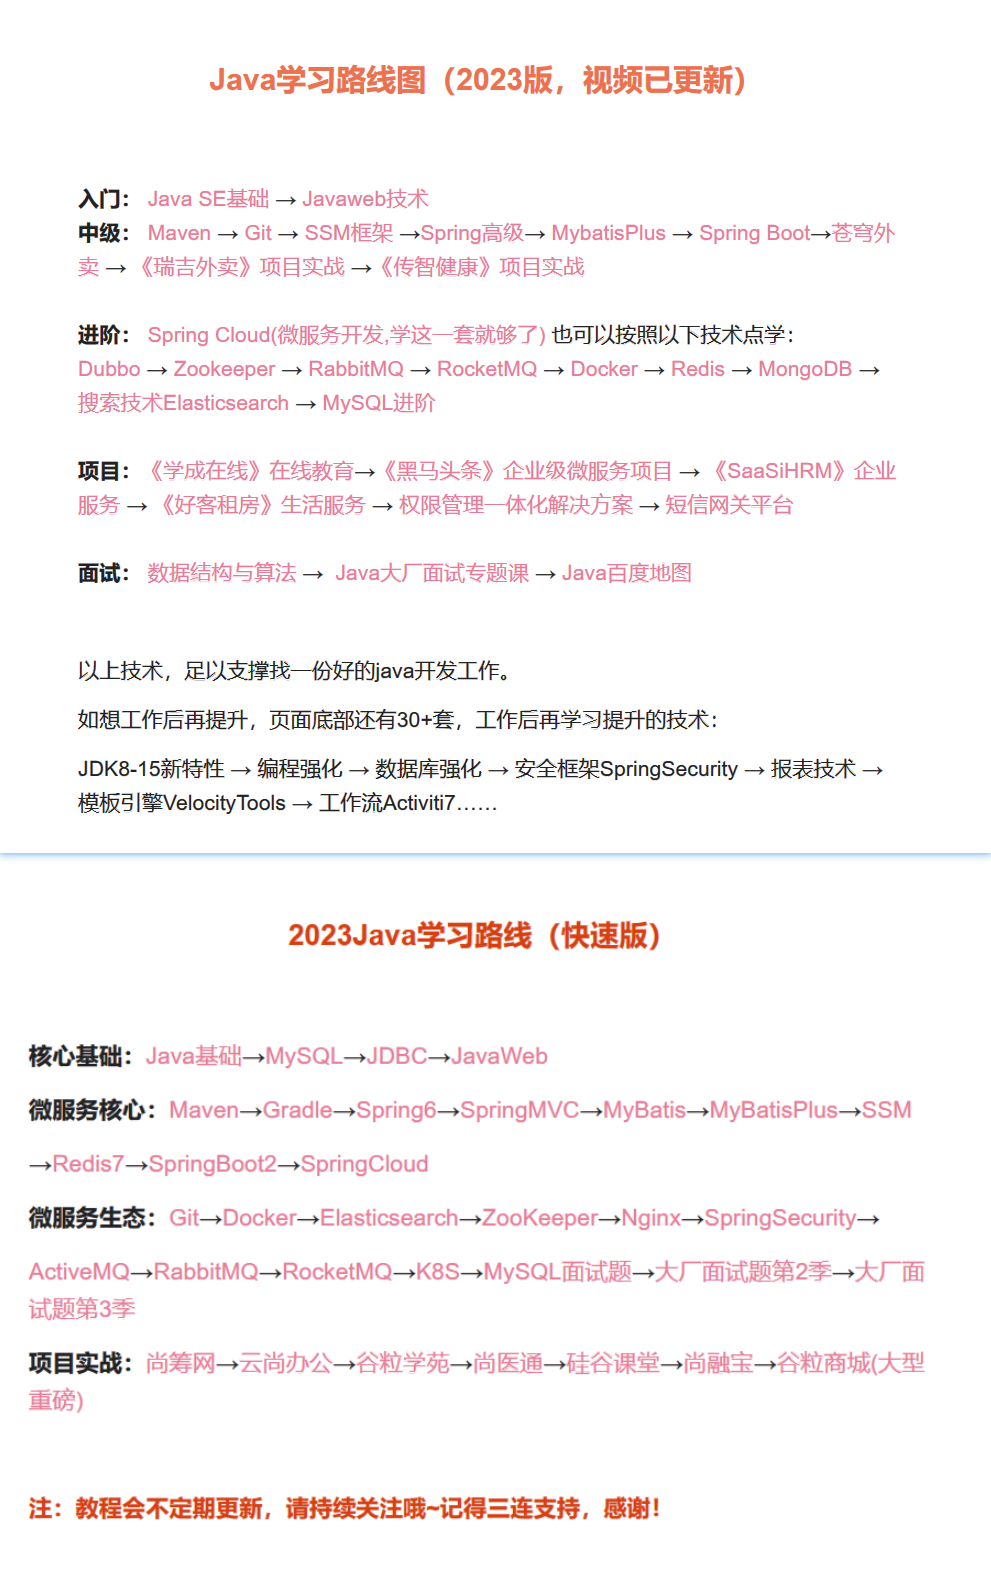 Java学习路线图（2023版，视频已更新）
入门： Java SE基础 → Javaweb技术
中级： Maven → Git → SSM框架 →Spring高级→ MybatisPlus → Spring Boot→苍穹外
卖 → 《瑞吉外卖》项目实战 →《传智健康》项目实战
进阶： Spring Cloud(微服务开发,学这一套就够了) 也可以按照以下技术点学：
Dubbo → Zookeeper → RabbitMQ → RocketMQ → Docker → Redis → MongoDB →
搜索技术Elasticsearch → MySQL进阶
项目：《学成在线》在线教育→《黑马头条》企业级微服务项目 → 《SaaSiHRM》企业
服务 → 《好客租房》生活服务 → 权限管理一体化解决方案 → 短信网关平台
面试： 数据结构与算法 → Java大厂面试专题课 → Java百度地图
以上技术，足以支撑找一份好的java开发工作。
如想工作后再提升，页面底部还有30+套，工作后再学习提升的技术：
JDK8-15新特性 → 编程强化 → 数据库强化 → 安全框架SpringSecurity → 报表技术 →
模板引擎VelocityTools → 工作流Activiti7……
2023Java学习路线（快速版）
核心基础：Java基础→MySQL→JDBC→JavaWeb
微服务核心：Maven→Gradle→Spring6→SpringMVC→MyBatis→MyBatisPlus→SSM
→Redis7→SpringBoot2→SpringCloud
微服务生态：Git→Docker→Elasticsearch→ZooKeeper→Nginx→SpringSecurity→
ActiveMQ→RabbitMQ→RocketMQ→K8S→MySQL面试题→大厂面试题第2季→大厂面
试题第3季
项目实战：尚筹网→云尚办公→谷粒学苑→尚医通→硅谷课堂→尚融宝→谷粒商城(大型
重磅)
注：教程会不定期更新，请持续关注哦~记得三连支持，感谢！